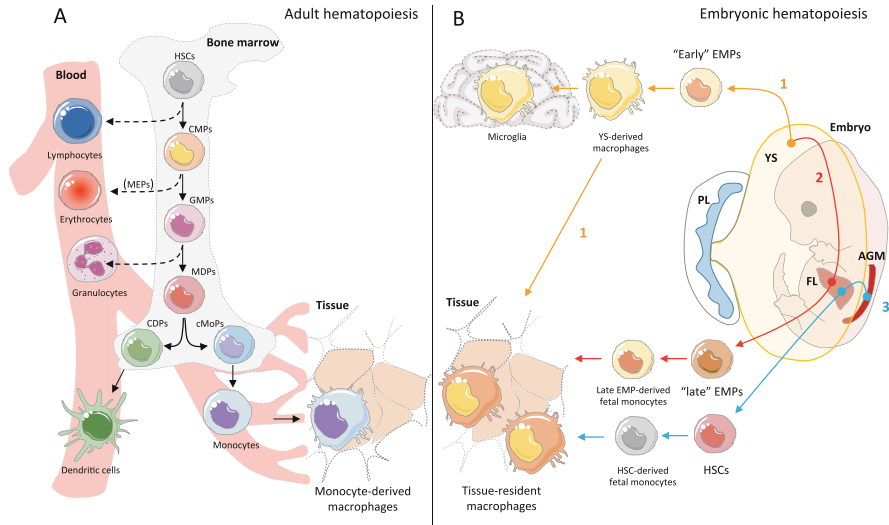 A
Adult hematopoiesis
Bone marrow
HSCs
Blood
CMPs
Lymphocytes
(MEPs)
GMPs
Erythrocytes
MDPs
Granulocytes
Tissue
CDPs
cMoPs
Monocytes
Dendritic cells
Monocyte-derived
macrophages
B
Embryonic hematopoiesis
"Early" EMPs
1
Microglia
YS-derived
macrophages
Embryo
YS
2
PL
1
AGM
FL
3
Tissue
Late EMP-derived
fetal monocytes
"late" EMPs
HSC-derived
fetal monocytes
HSCs
Tissue-resident
macrophages